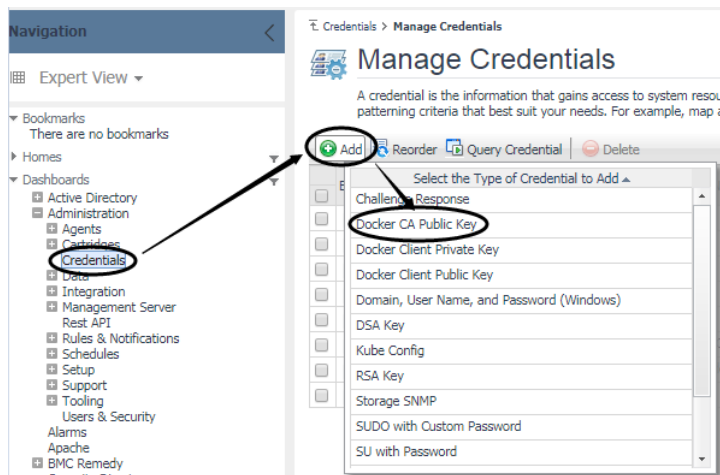 Navigation
Expert View
Bookmarks
There are no bookmarks
Homes
Dashboards
Active Directory
Administration
Agents
Cartridges
Credentials
Data
Integration
Management Server
Rest API
Rules & Notifications
Schedules
Setup
Support
Tooling
Users & Security
Alarms
Apache
BMC Remedy
Credentials > Manage Credentials
Manage Credentials
A credential is the information that gains access to system resou
patterning criteria that best suit your needs. For example, map a
Add Reorder Query Credential Delete
Select the Type of Credential to Add
Challenge Response
Docker CA Public Key
Docker Client Private Key
Docker Client Public Key
Domain, User Name, and Password (Windows)
DSA Key
Kube Config
RSA Key
Storage SNMP
SUDO with Custom Password
SU with Password